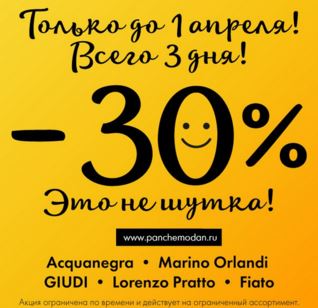 Только до 1 апреля!
Всего 3 дня!
-30%
Это не шутка!
www.panchemodan.ru
Acquanegra • Marino Orlandi
GIUDI • Lorenzo Pratto • Fiato
Акция ограничена по времени и действует на ограниченный ассортимент.